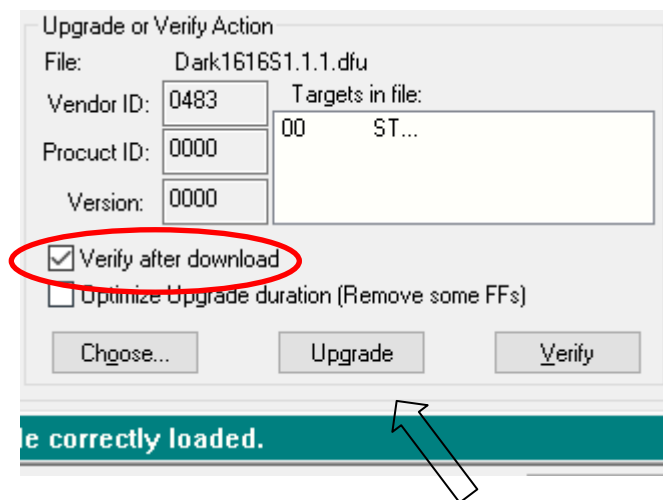 Upgrade or Verify Action
File: Dark1616S1.1.1.dfu
Vendor ID: 0483
Targets in file:
00 ST...
Procuct ID: 0000
Version: 0000
Verify after download
Optimize Upgrade duration (Remove some FFs)
Choose... Upgrade Verify
le correctly loaded.